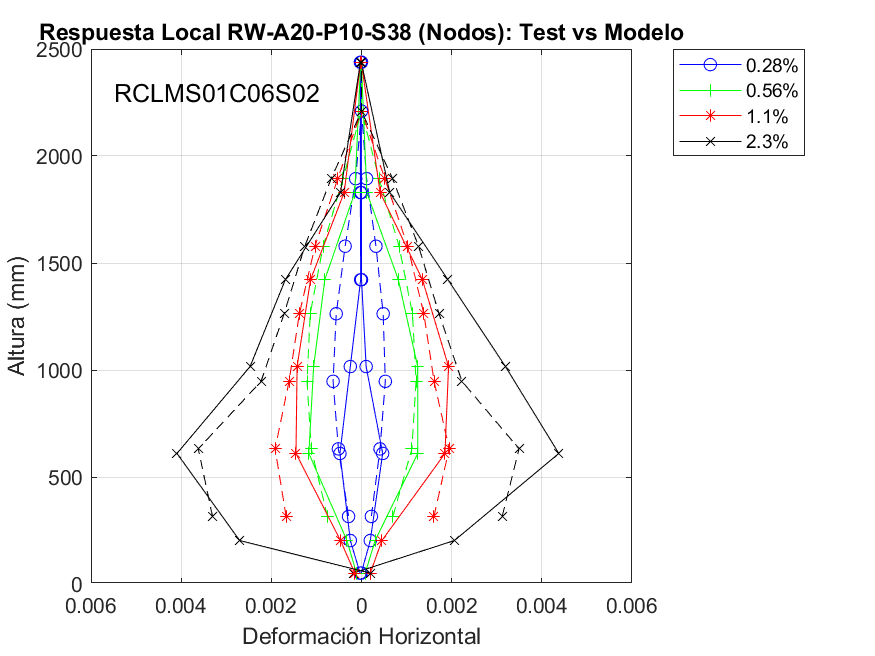 Respuesta Local RW-A20-P10-S38 (Nodos): Test vs Modelo
2500
2000
1500
1000
500
0
Altura (mm)
RCLMS01C06S02
0.28%
0.56%
1.1%
2.3%
0.006 0.004 0.002 0 0.002 0.004 0.006
Deformación Horizontal